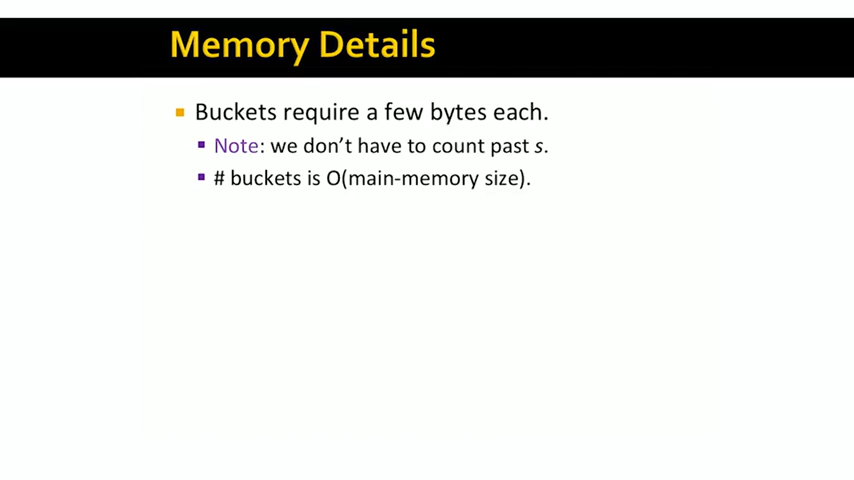 Memory Details
Buckets require a few bytes each.
Note: we don't have to count past s.
# buckets is O(main-memory size).